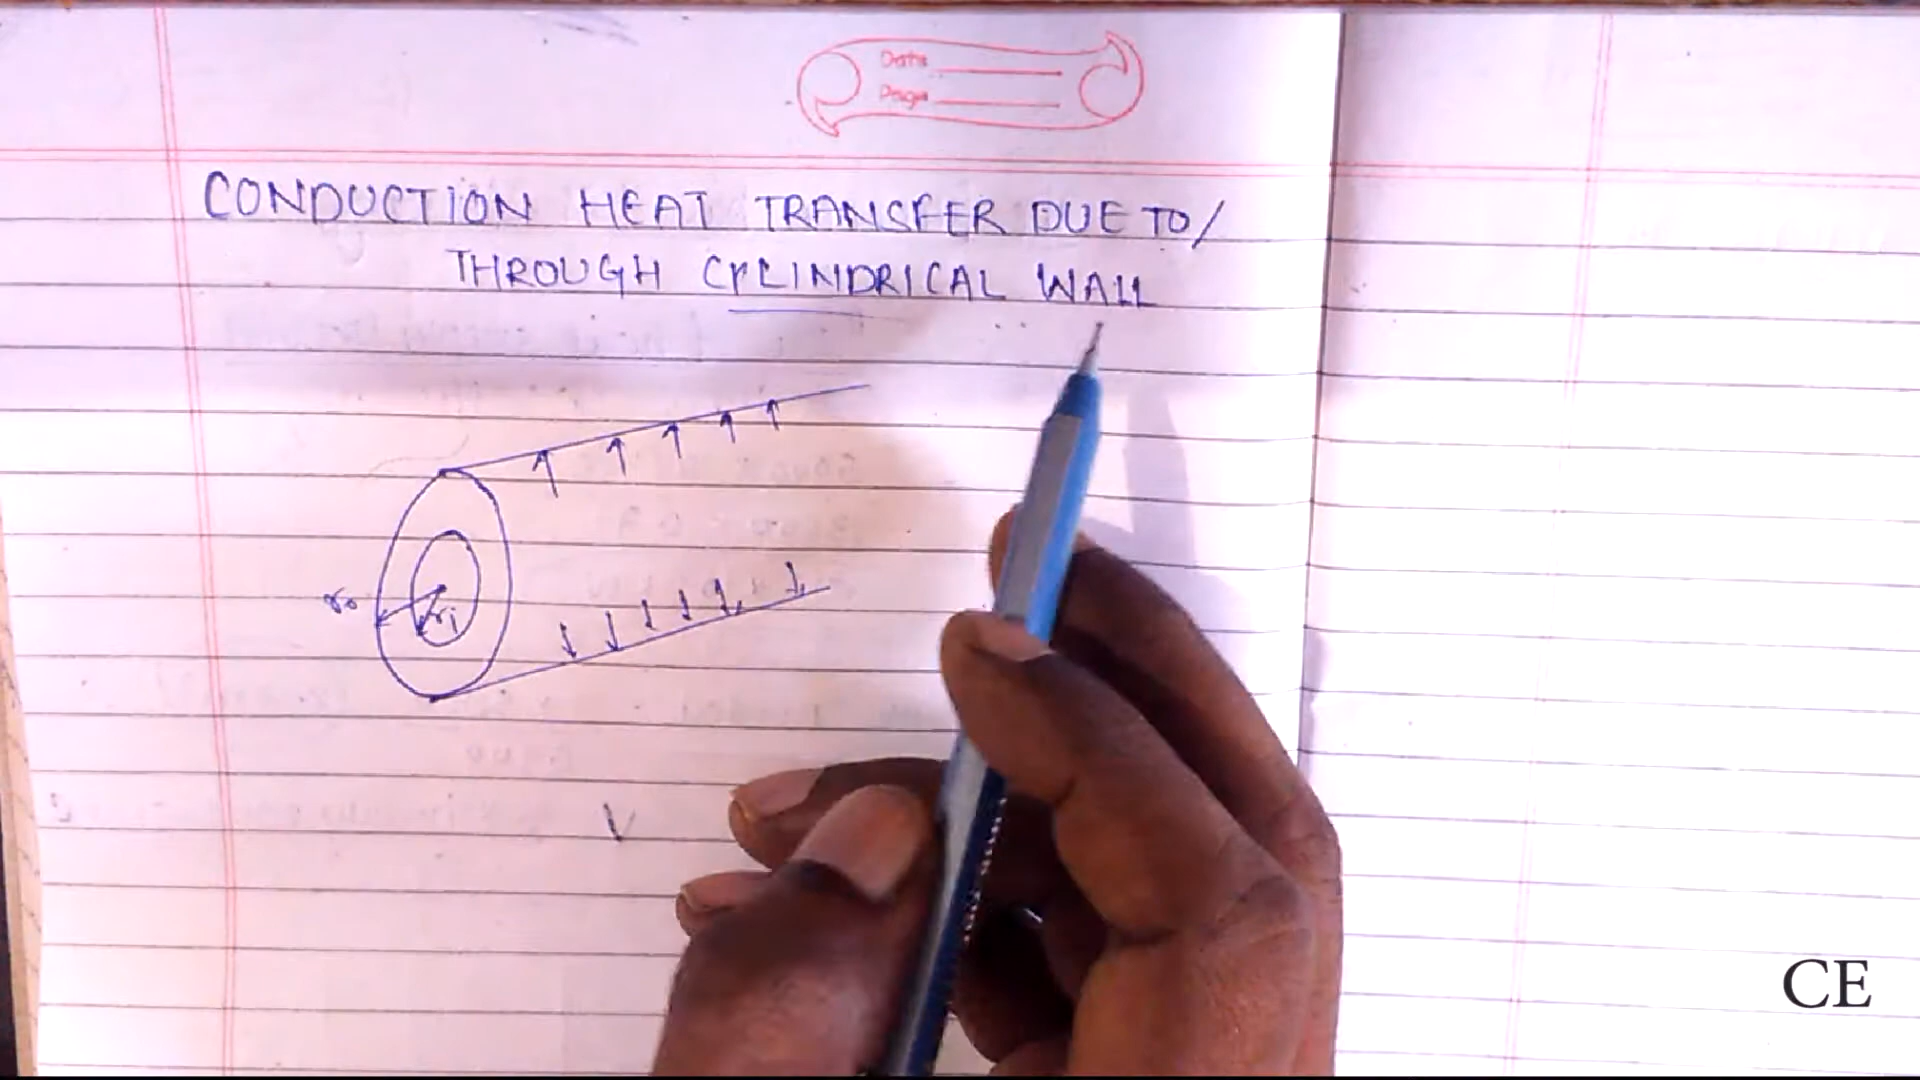 Date
Page
CONDUCTION HEAT TRANSFER DUE TO/
THROUGH CYLINDRICAL WALL
ro
ri
CE